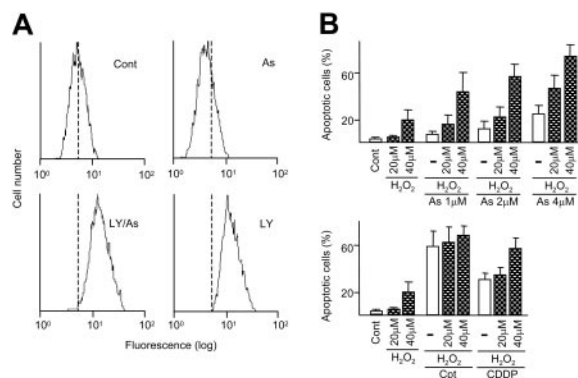 A
B
Cont
As
LY/As
LY
Cell number
10⁰ 10¹ 10²
10⁰ 10¹ 10²
10⁰ 10¹ 10²
10⁰ 10¹ 10²
Fluorescence (log)
Apoptotic cells (%)
60
20
Cont 20μM 40μM – 20μM 40μM – 20μM 40μM – 20μM 40μM
H₂O₂ H₂O₂ H₂O₂ H₂O₂
As 1μM As 2μM As 4μM
Apoptotic cells (%)
60
20
Cont 20μM 40μM – 20μM 40μM – 20μM 40μM
H₂O₂ H₂O₂ H₂O₂
Cpt CDDP